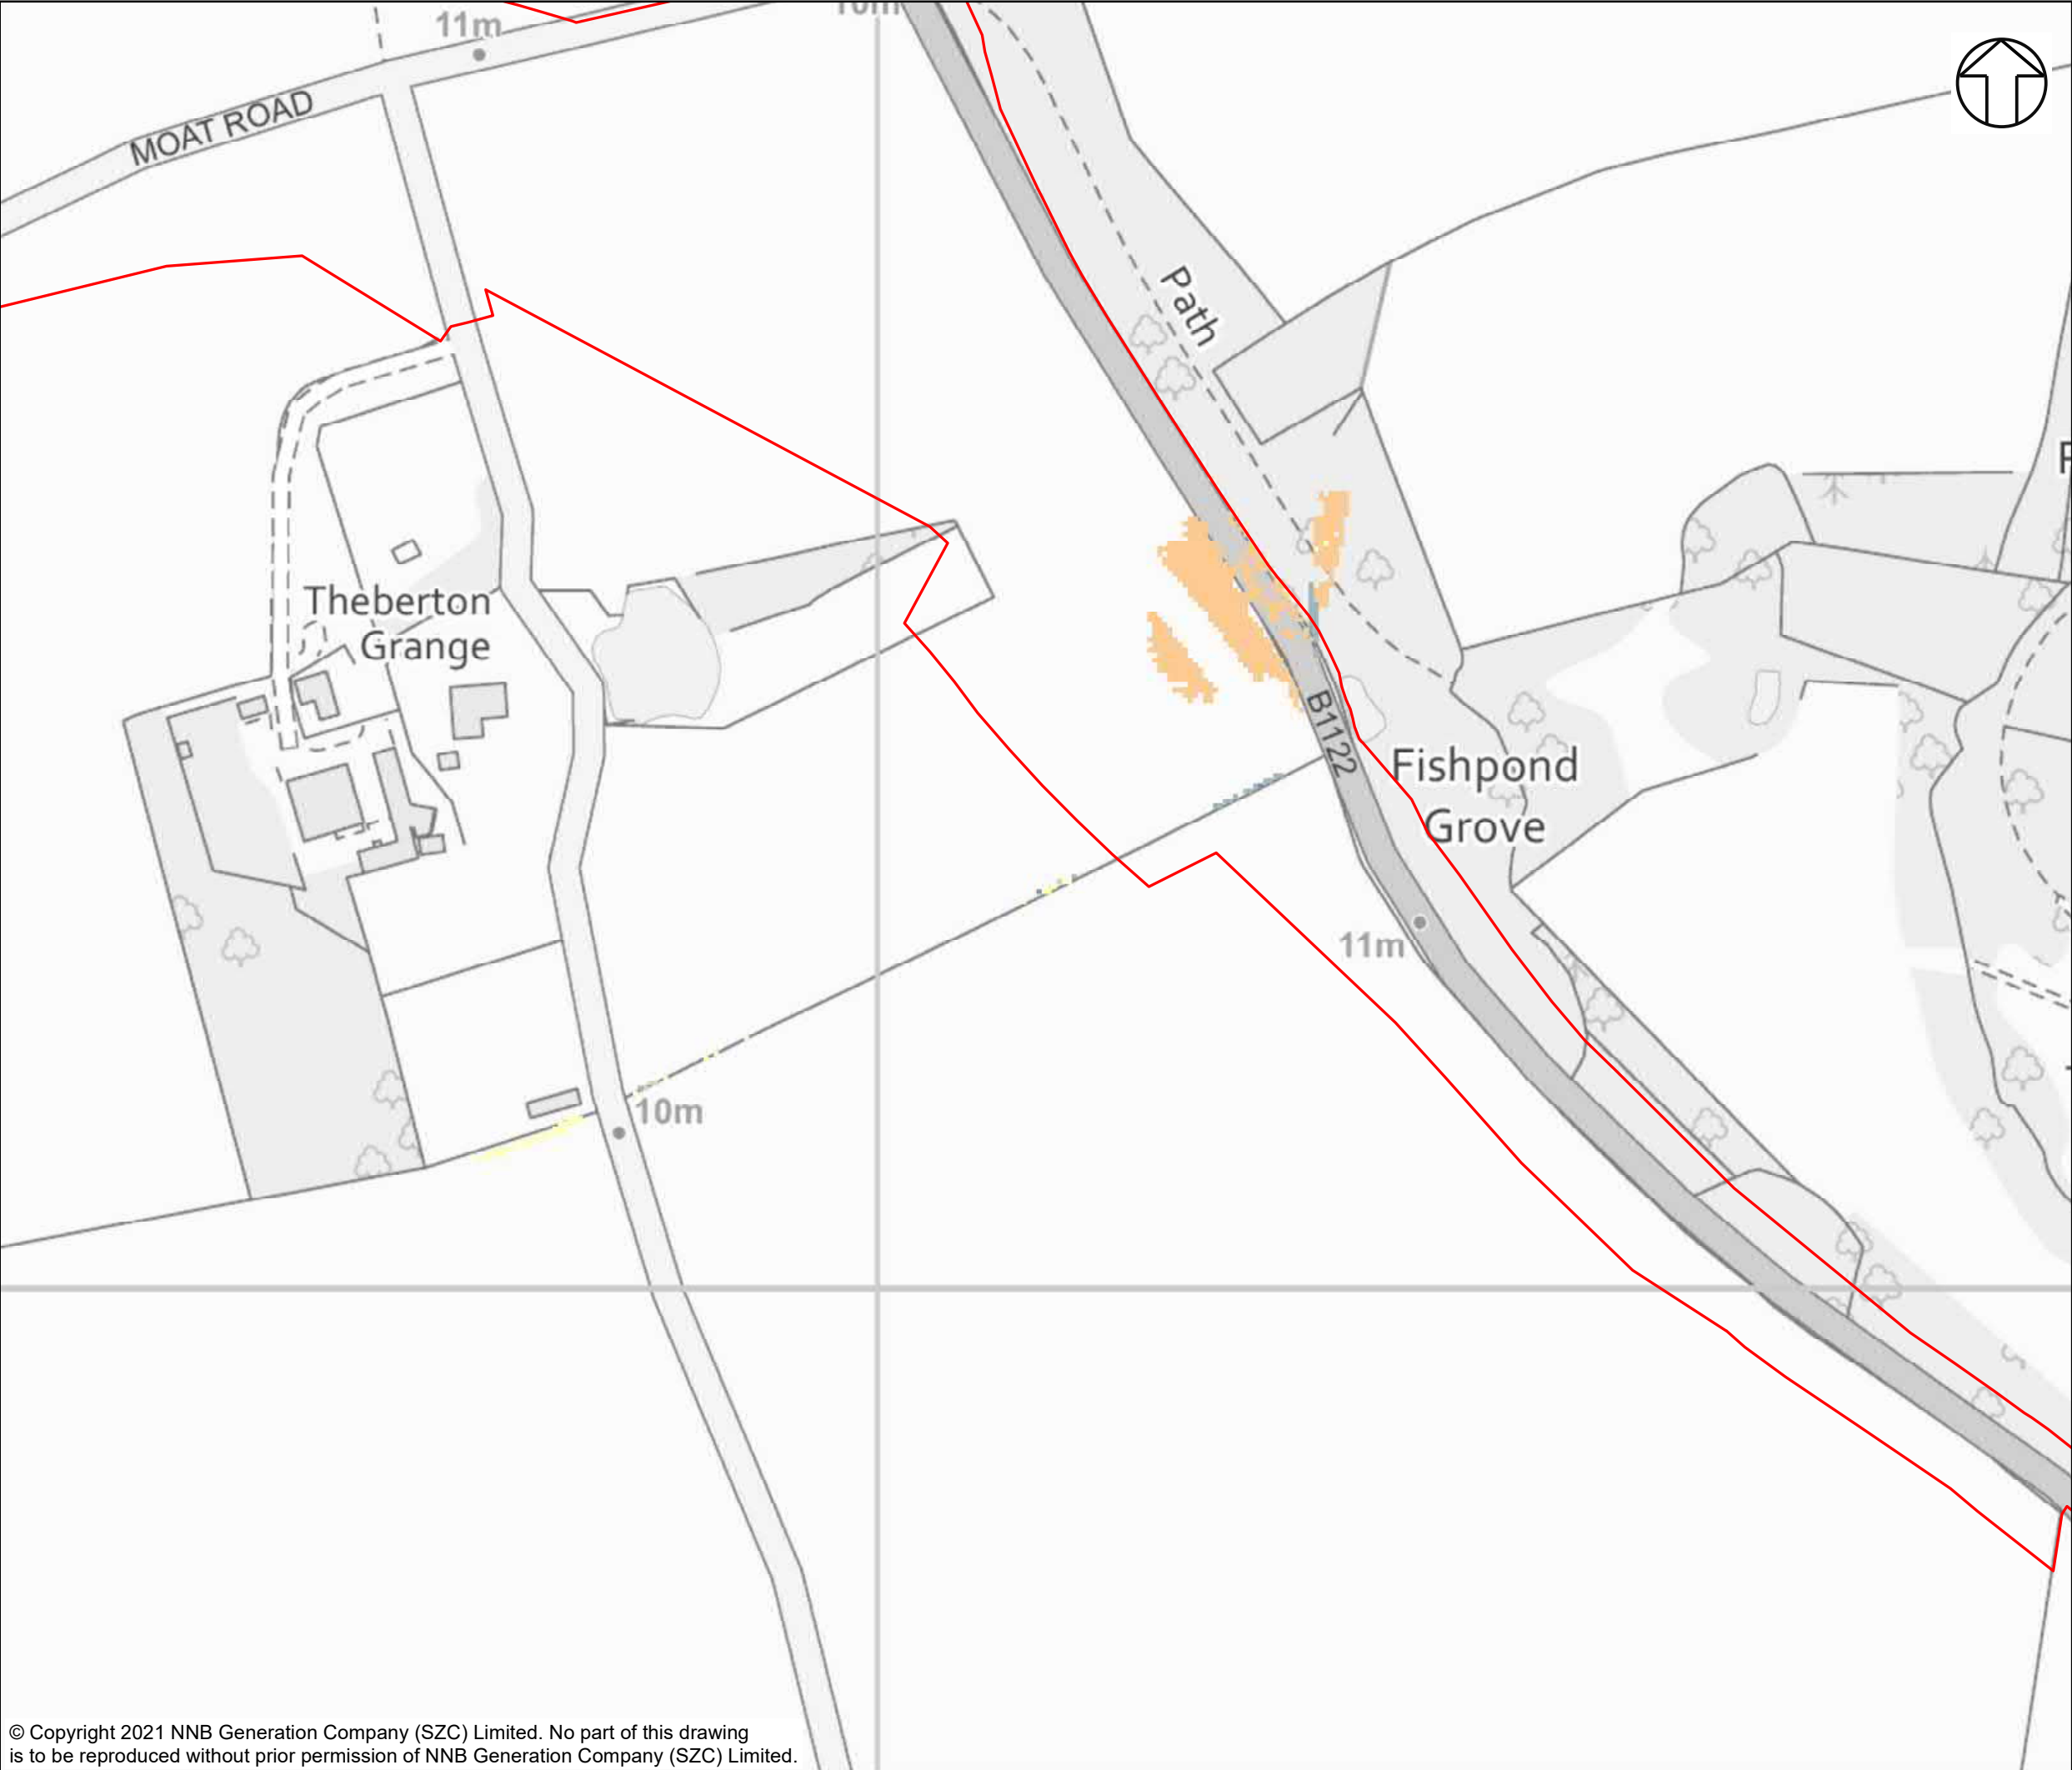 11m
MOAT ROAD
Path
Theberton
Grange
B1122
Fishpond
Grove
11m
10m
© Copyright 2021 NNB Generation Company (SZC) Limited. No part of this drawing
is to be reproduced without prior permission of NNB Generation Company (SZC) Limited.